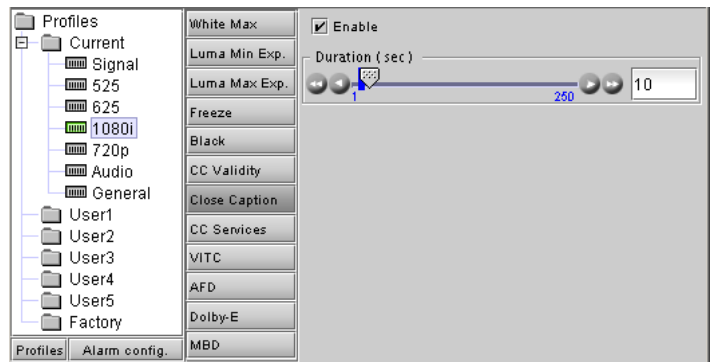 Profiles
Current
Signal
525
625
1080i
720p
Audio
General
User1
User2
User3
User4
User5
Factory
Profiles
Alarm config.
White Max
Luma Min Exp.
Luma Max Exp.
Freeze
Black
CC Validity
Close Caption
CC Services
VITC
AFD
Dolby-E
MBD
Enable
Duration ( sec )
1
250
10